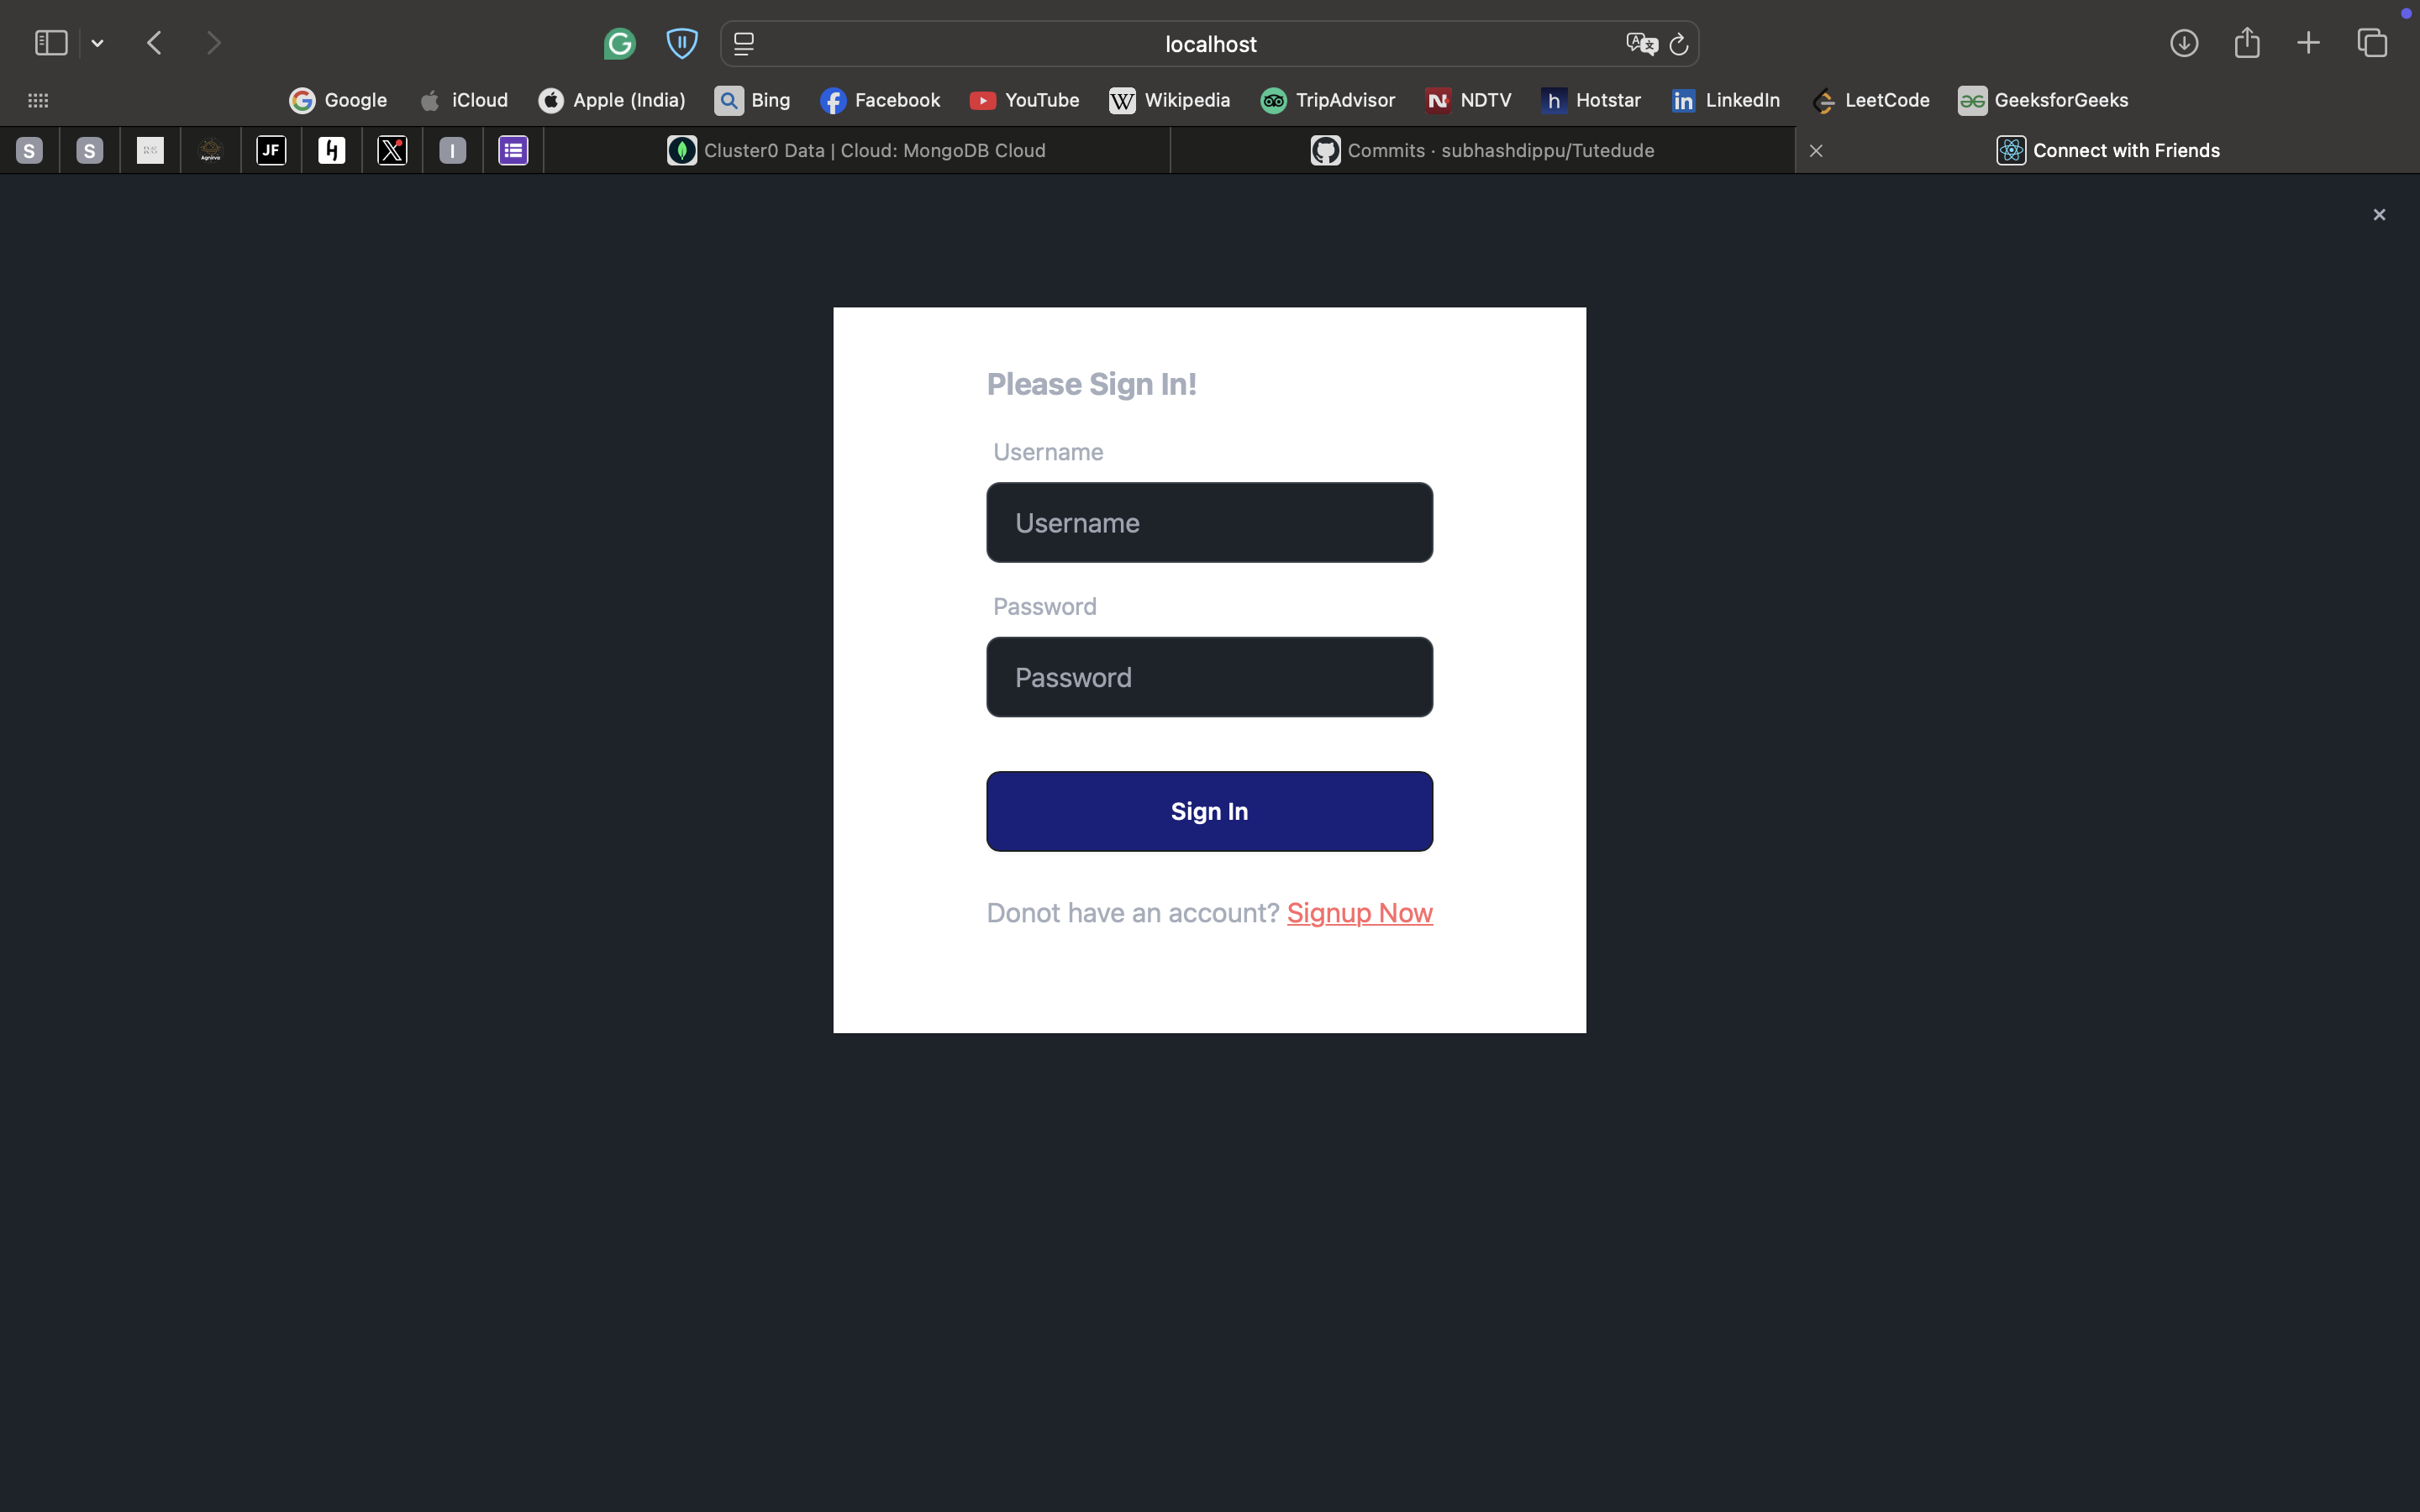 localhost
Google iCloud Apple (India) Bing Facebook YouTube Wikipedia TripAdvisor NDTV Hotstar LinkedIn LeetCode GeeksforGeeks
S S JF I Cluster0 Data | Cloud: MongoDB Cloud Commits · subhashdippu/Tutedude Connect with Friends
Please Sign In!
Username
Username
Password
Password
Sign In
Donot have an account? Signup Now